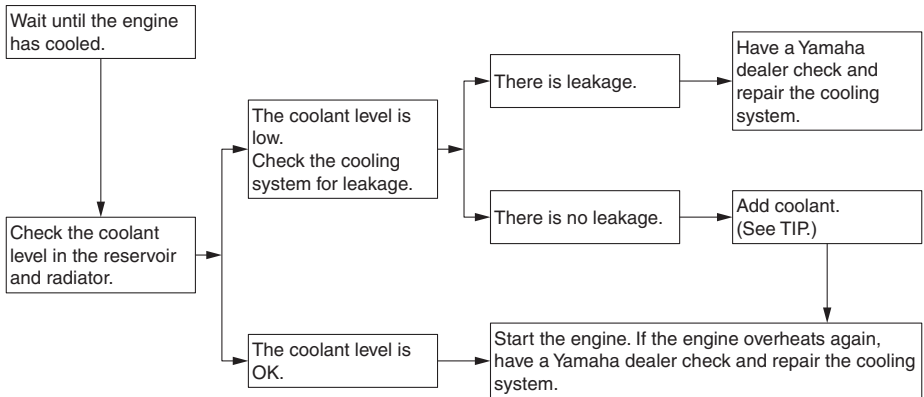 Wait until the engine
has cooled.
Check the coolant
level in the reservoir
and radiator.
The coolant level is
low.
Check the cooling
system for leakage.
There is leakage.
Have a Yamaha
dealer check and
repair the cooling
system.
There is no leakage.
Add coolant.
(See TIP.)
The coolant level is
OK.
Start the engine. If the engine overheats again,
have a Yamaha dealer check and repair the cooling
system.